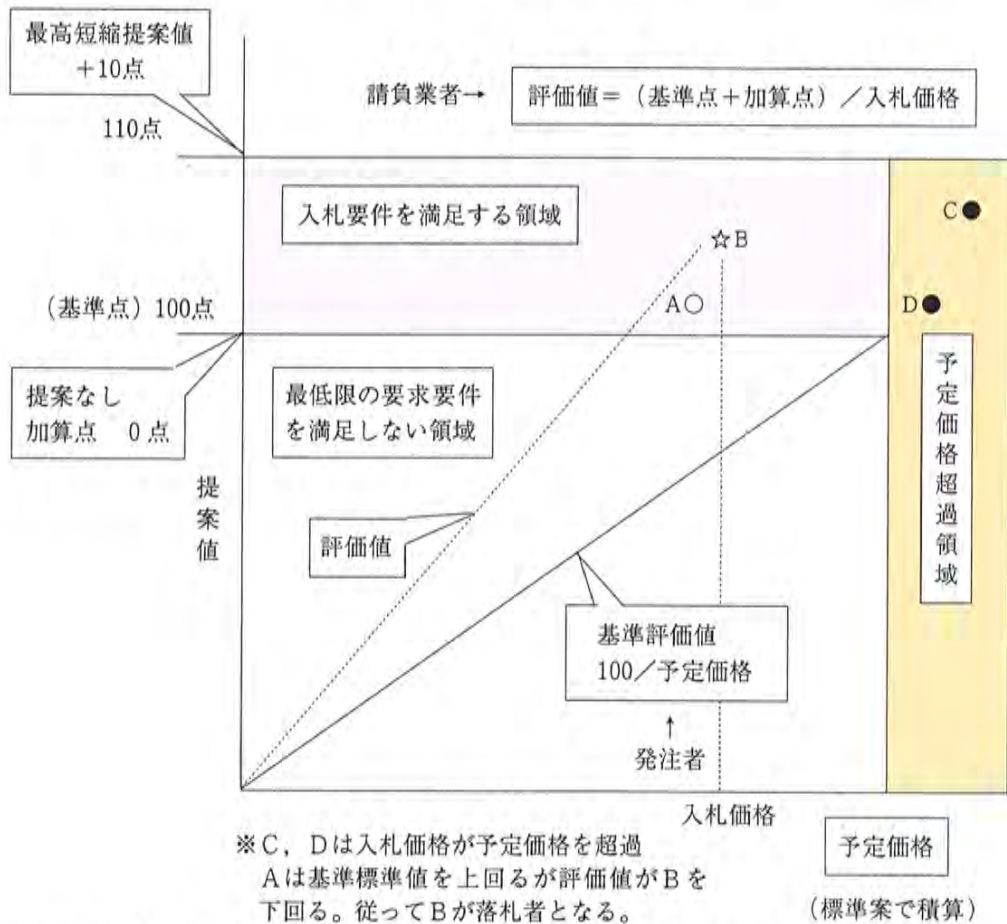 最高短縮提案値
+10点
110点
請負業者→
評価値=(基準点+加算点)/入札価格
入札要件を満足する領域
C●
☆B
A○
D●
(基準点)100点
提案なし
加算点 0点
最低限の要求要件
を満足しない領域
予定価格超過領域
提案値
評価値
基準評価値
100/予定価格
↑
発注者
入札価格
予定価格
(標準案で積算)
※C,Dは入札価格が予定価格を超過
Aは基準標準値を上回るが評価値がBを
下回る。従ってBが落札者となる。